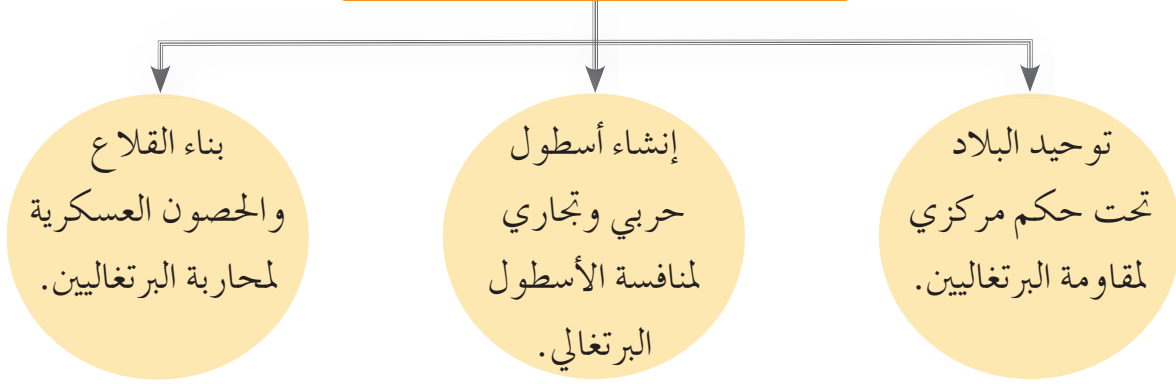 توحيد البلاد
تحت حكم مركزي
لمقاومة البرتغاليين.
إنشاء أسطول
حربي وتجاري
لمنافسة الأسطول
البرتغالي.
بناء القلاع
والحصون العسكرية
لمحاربة البرتغاليين.